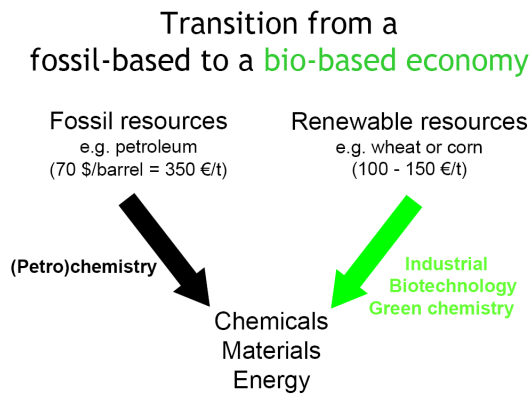 Transition from a
fossil-based to a bio-based economy
Fossil resources
e.g. petroleum
(70 $/barrel = 350 €/t)
Renewable resources
e.g. wheat or corn
(100 - 150 €/t)
(Petro)chemistry
Industrial
Biotechnology
Green chemistry
Chemicals
Materials
Energy